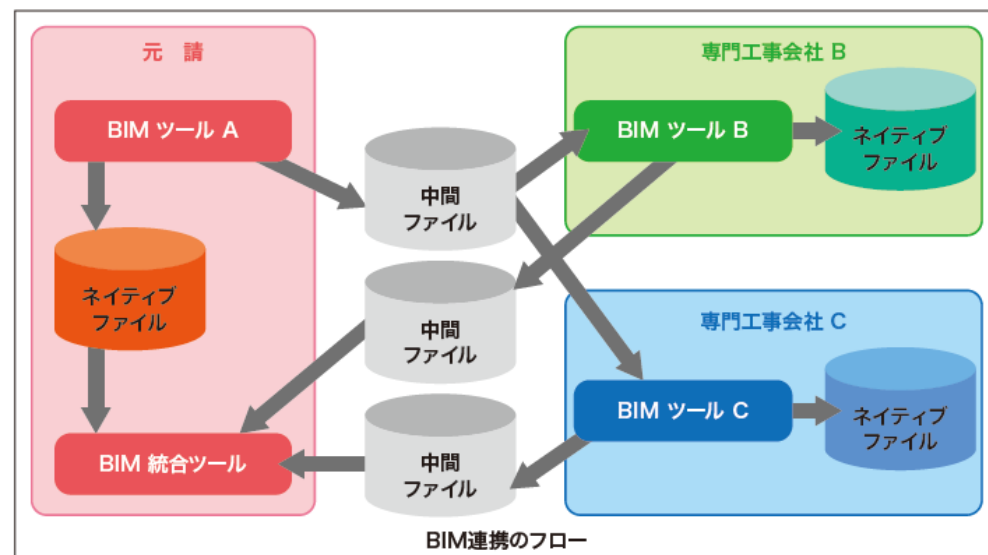 元 請
BIM ツール A
ネイティブ
ファイル
BIM 統合ツール
中間
ファイル
中間
ファイル
中間
ファイル
専門工事会社 B
BIM ツール B
ネイティブ
ファイル
専門工事会社 C
BIM ツール C
ネイティブ
ファイル
BIM連携のフロー